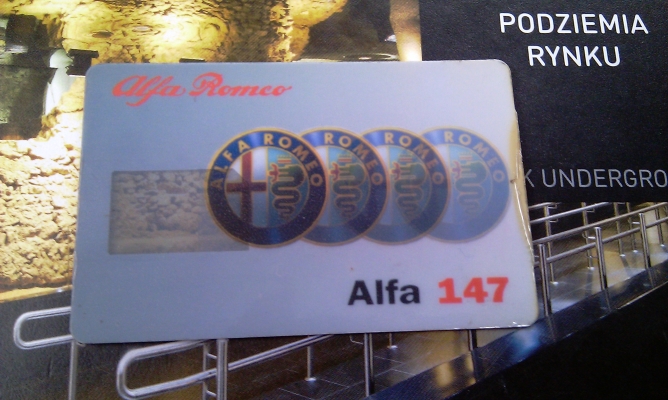 PODZIEMIA
RYNKU
Alfa Romeo
ALFA ROMEO
ROMEO
ROMEO
ROMEO
K UNDERGRO
Alfa 147